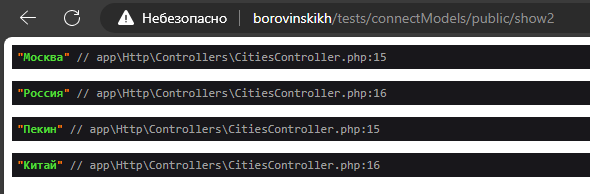 Небезопасно borovinskikh/tests/connectModels/public/show2
"Москва" // app\Http\Controllers\CitiesController.php:15
"Россия" // app\Http\Controllers\CitiesController.php:16
"Пекин" // app\Http\Controllers\CitiesController.php:15
"Китай" // app\Http\Controllers\CitiesController.php:16